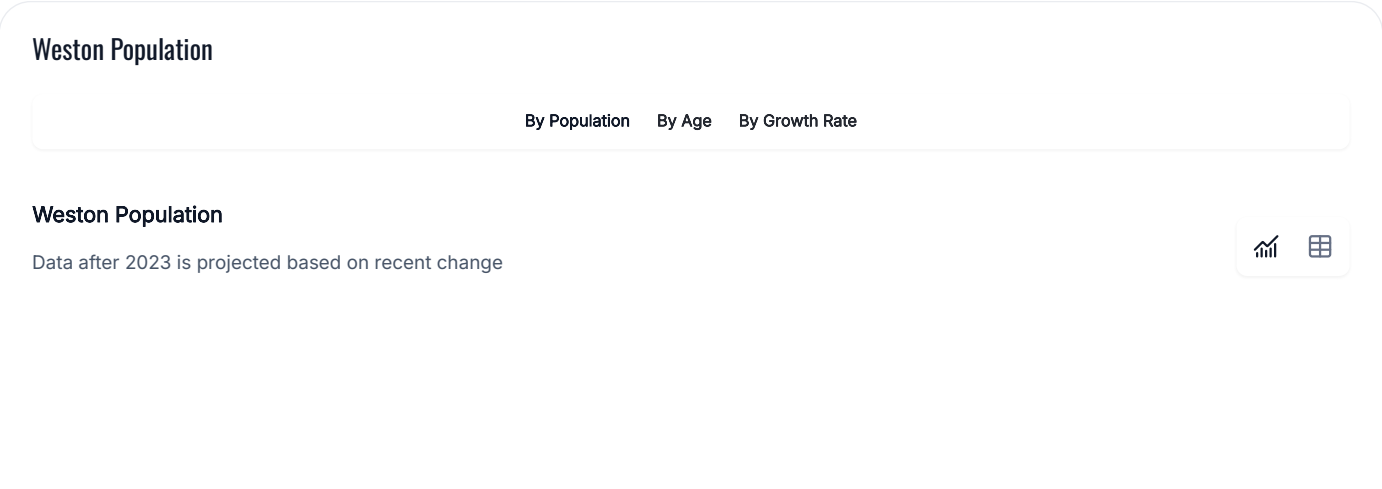 Weston Population
By Population By Age By Growth Rate
Weston Population
Data after 2023 is projected based on recent change